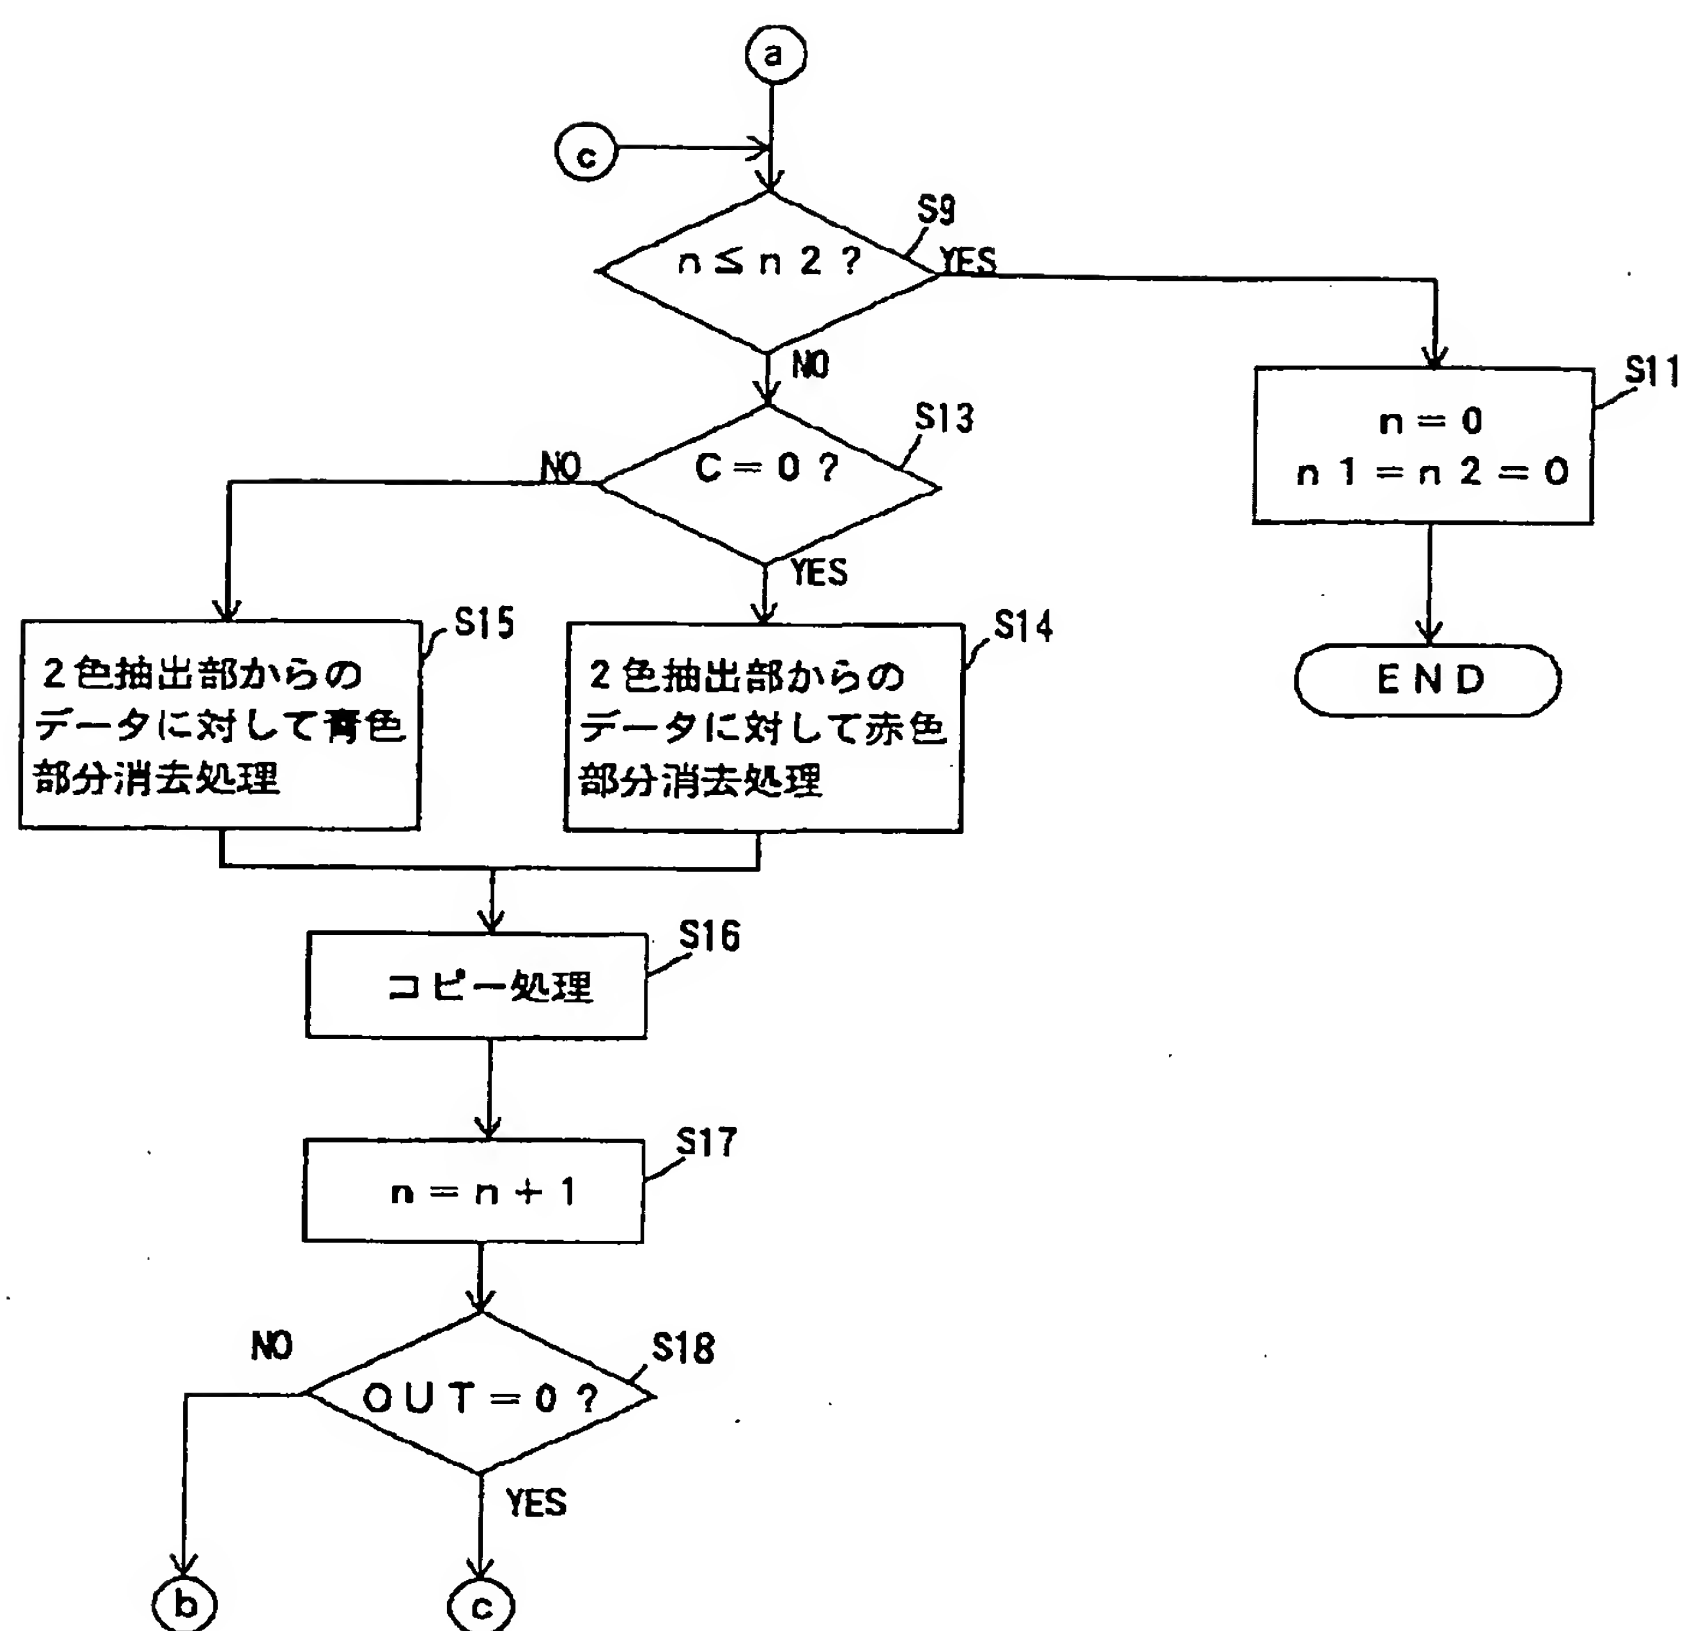 a
c
S9
n≦n2?
YES
NO
S11
n=0
n1=n2=0
S13
C=0?
NO
YES
END
S15
2色抽出部からの
データに対して青色
部分消去処理
S14
2色抽出部からの
データに対して赤色
部分消去処理
S16
コピー処理
S17
n=n+1
NO
S18
OUT=0?
YES
b
c